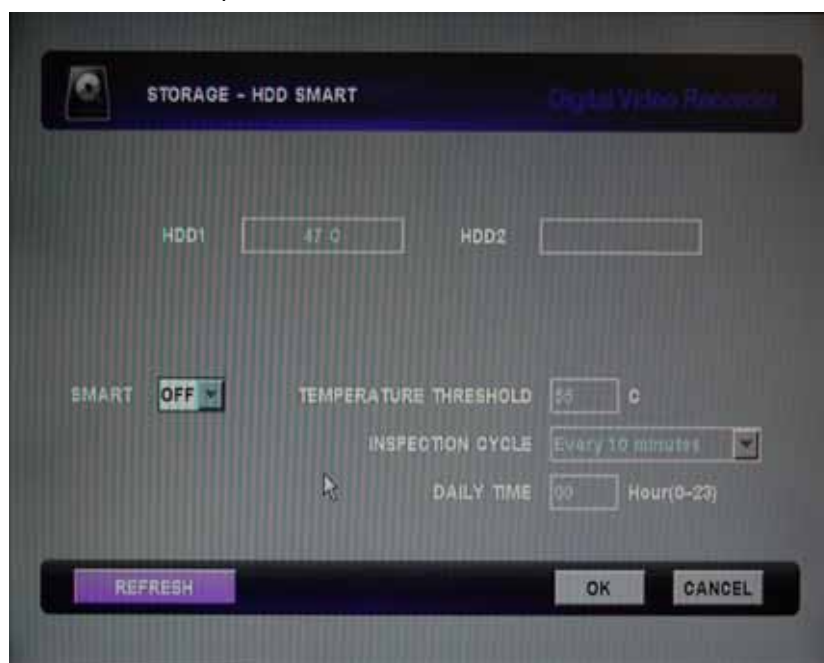 STORAGE - HDD SMART
Digital Video Recorder
HDD1 47 C HDD2
SMART OFF TEMPERATURE THRESHOLD C
INSPECTION CYCLE Every 10 minutes
DAILY TIME 00 Hour(0-23)
REFRESH OK CANCEL